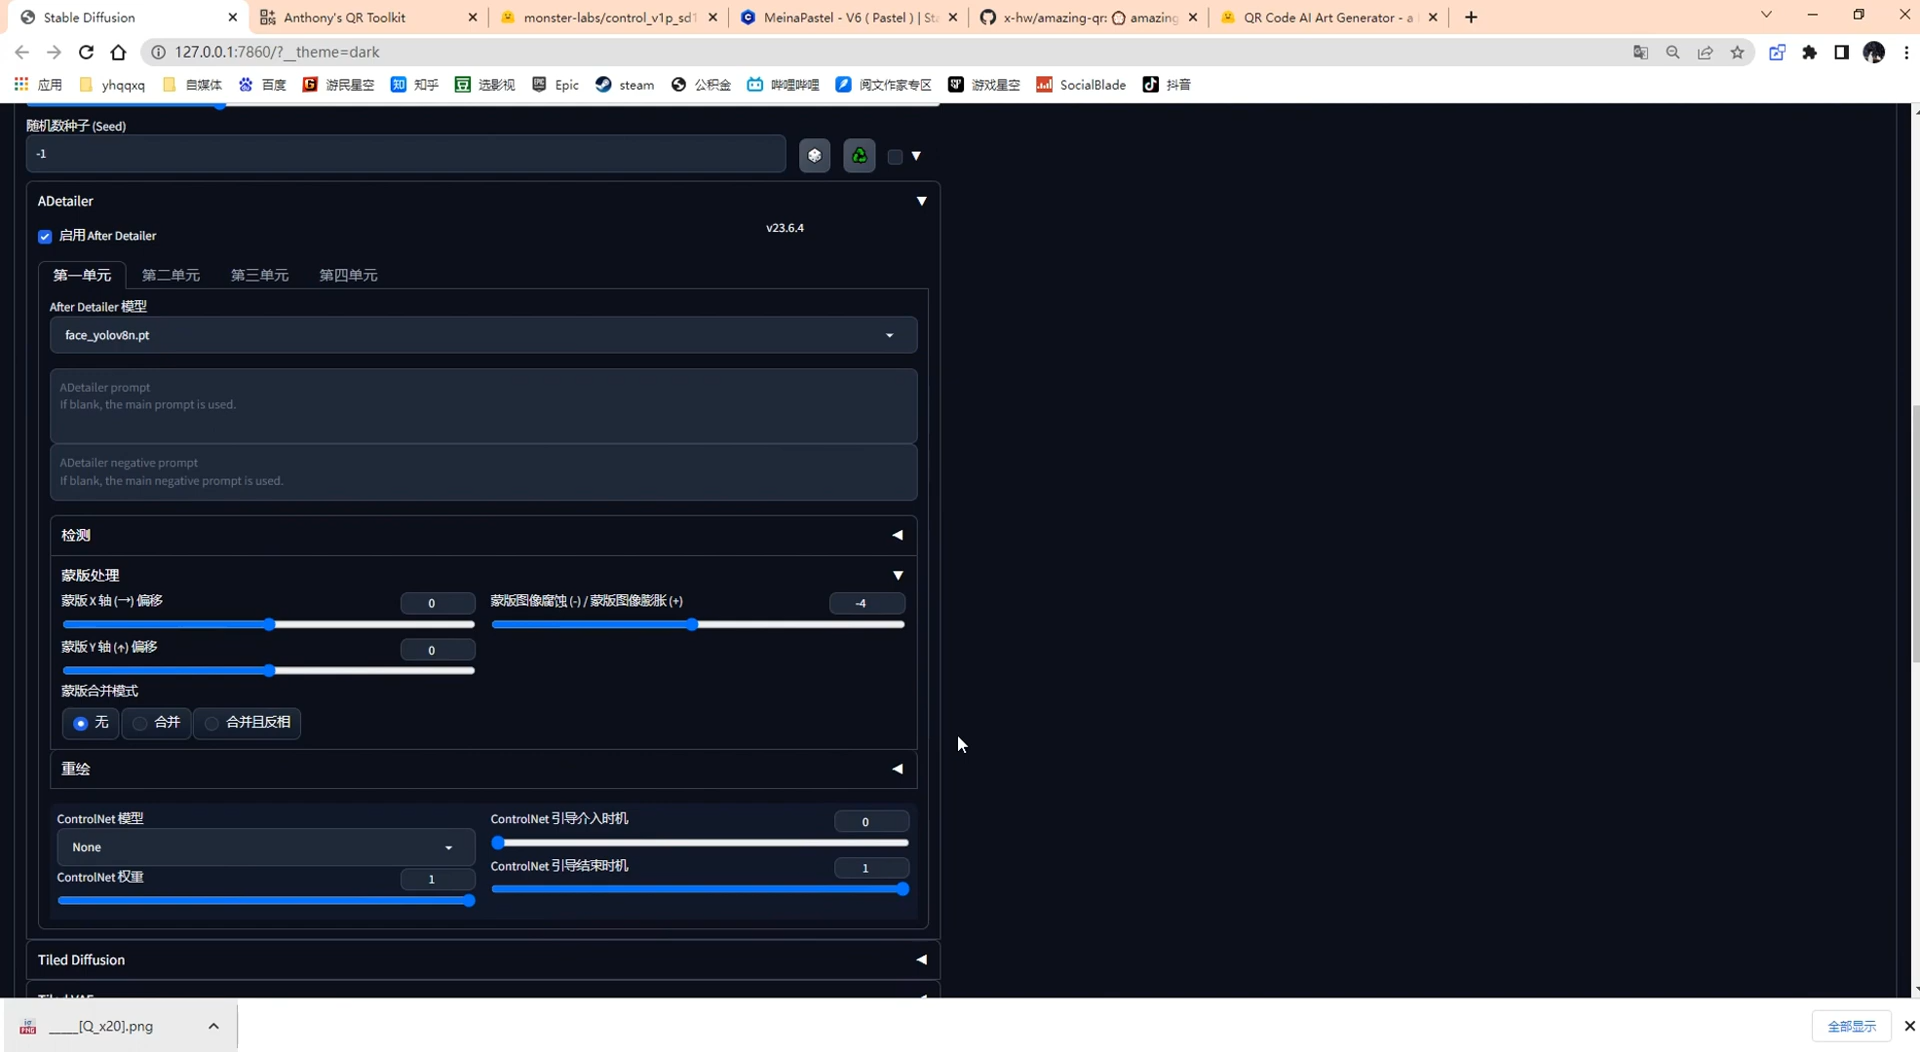 Stable Diffusion
Anthony's QR Toolkit
monster-labs/control_v1p_sd1
MeinaPastel - V6 ( Pastel ) | Sta
x-hw/amazing-qr: amazing
QR Code AI Art Generator - a
127.0.0.1:7860/?__theme=dark
应用 yhqqxq 自媒体 百度 游民星空 知乎 选影视 Epic steam 公积金 哔哩哔哩 阅文作家专区 游戏星空 SocialBlade 抖音
随机数种子 (Seed)
-1
ADetailer
启用 After Detailer
v23.6.4
第一单元 第二单元 第三单元 第四单元
After Detailer 模型
face_yolov8n.pt
ADetailer prompt
If blank, the main prompt is used.
ADetailer negative prompt
If blank, the main negative prompt is used.
检测
蒙版处理
蒙版 X 轴 (→) 偏移 0
蒙版图像腐蚀 (-) / 蒙版图像膨胀 (+) -4
蒙版 Y 轴 (↑) 偏移 0
蒙版合并模式
无 合并 合并且反相
重绘
ControlNet 模型
None
ControlNet 引导介入时机 0
ControlNet 权重 1
ControlNet 引导结束时机 1
Tiled Diffusion
Tiled VAE
_____[Q_x20].png
全部显示